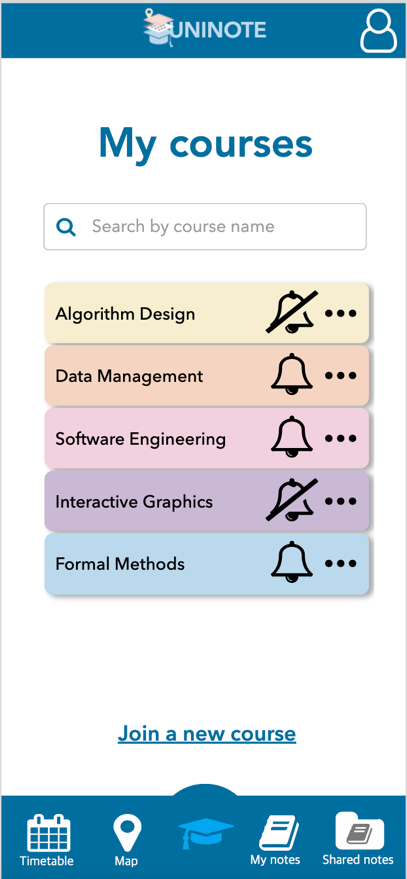 UNINOTE
My courses
Search by course name
Algorithm Design
Data Management
Software Engineering
Interactive Graphics
Formal Methods
Join a new course
Timetable
Map
My notes
Shared notes